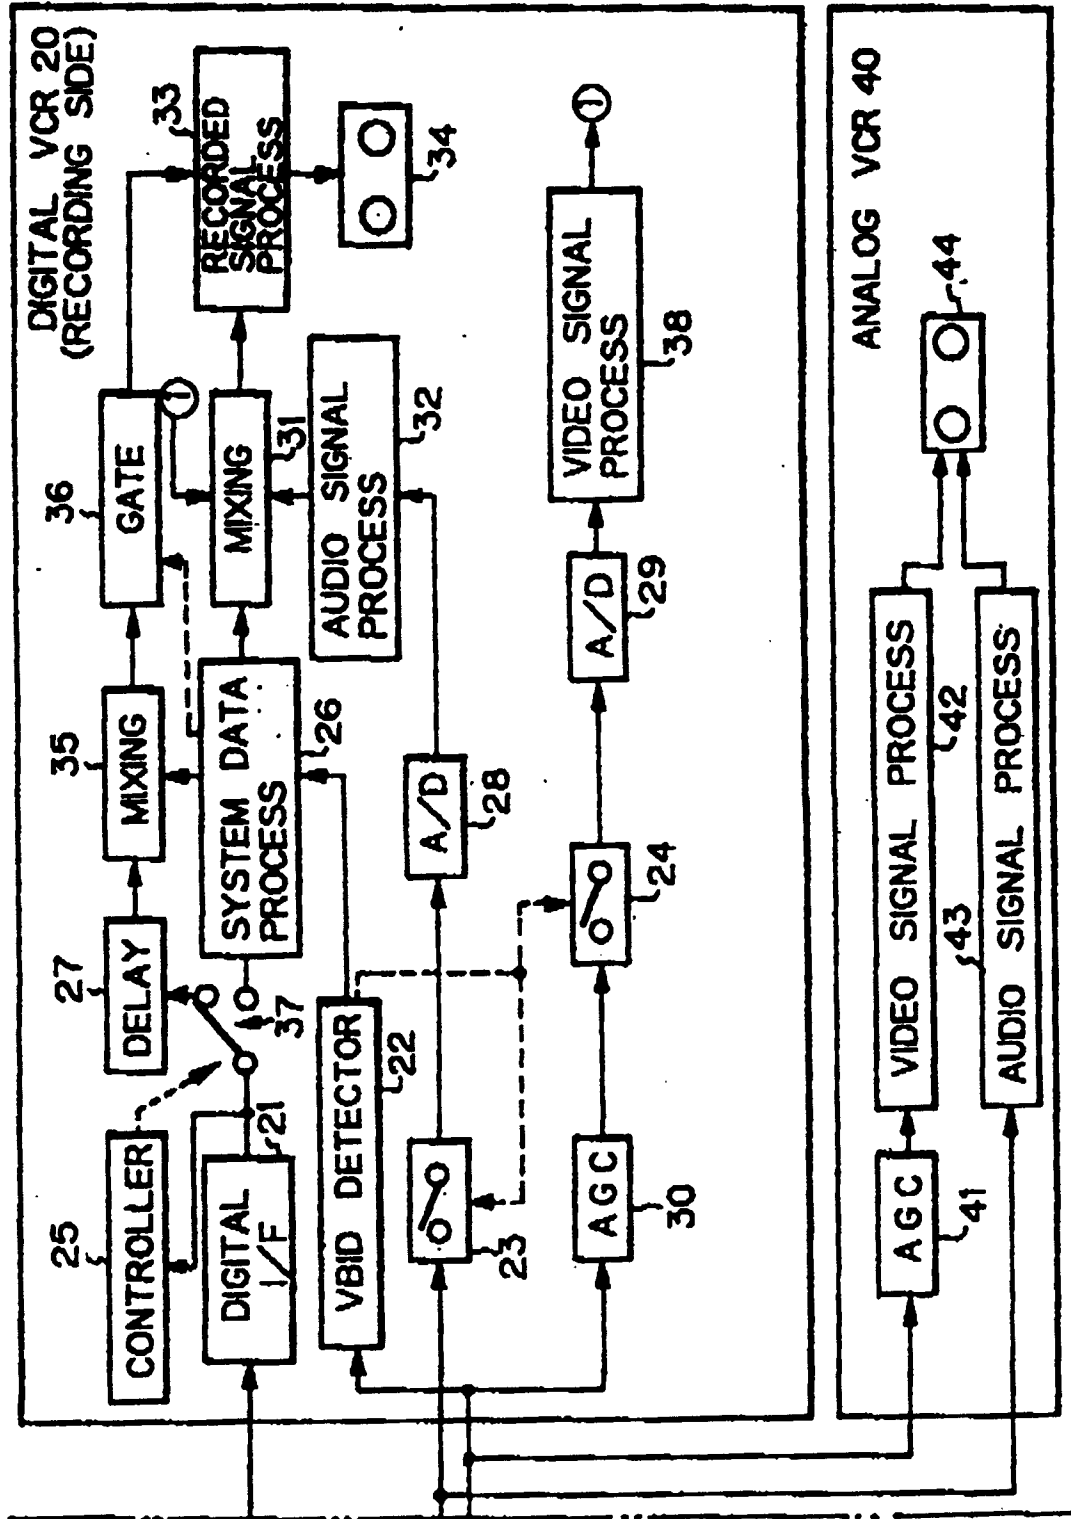 DIGITAL VCR 20
(RECORDING SIDE)
25
CONTROLLER
27
DELAY
35
MIXING
36
GATE
33
RECORDED
SIGNAL
PROCESS
34
DIGITAL
I/F
21
37
SYSTEM DATA
PROCESS
26
MIXING
31
1
VBID DETECTOR
22
AUDIO SIGNAL
PROCESS
32
23
A/D
28
AGC
30
24
A/D
29
VIDEO SIGNAL
PROCESS
38
1
ANALOG VCR 40
AGC
41
VIDEO SIGNAL PROCESS
42
43
AUDIO SIGNAL PROCESS
44